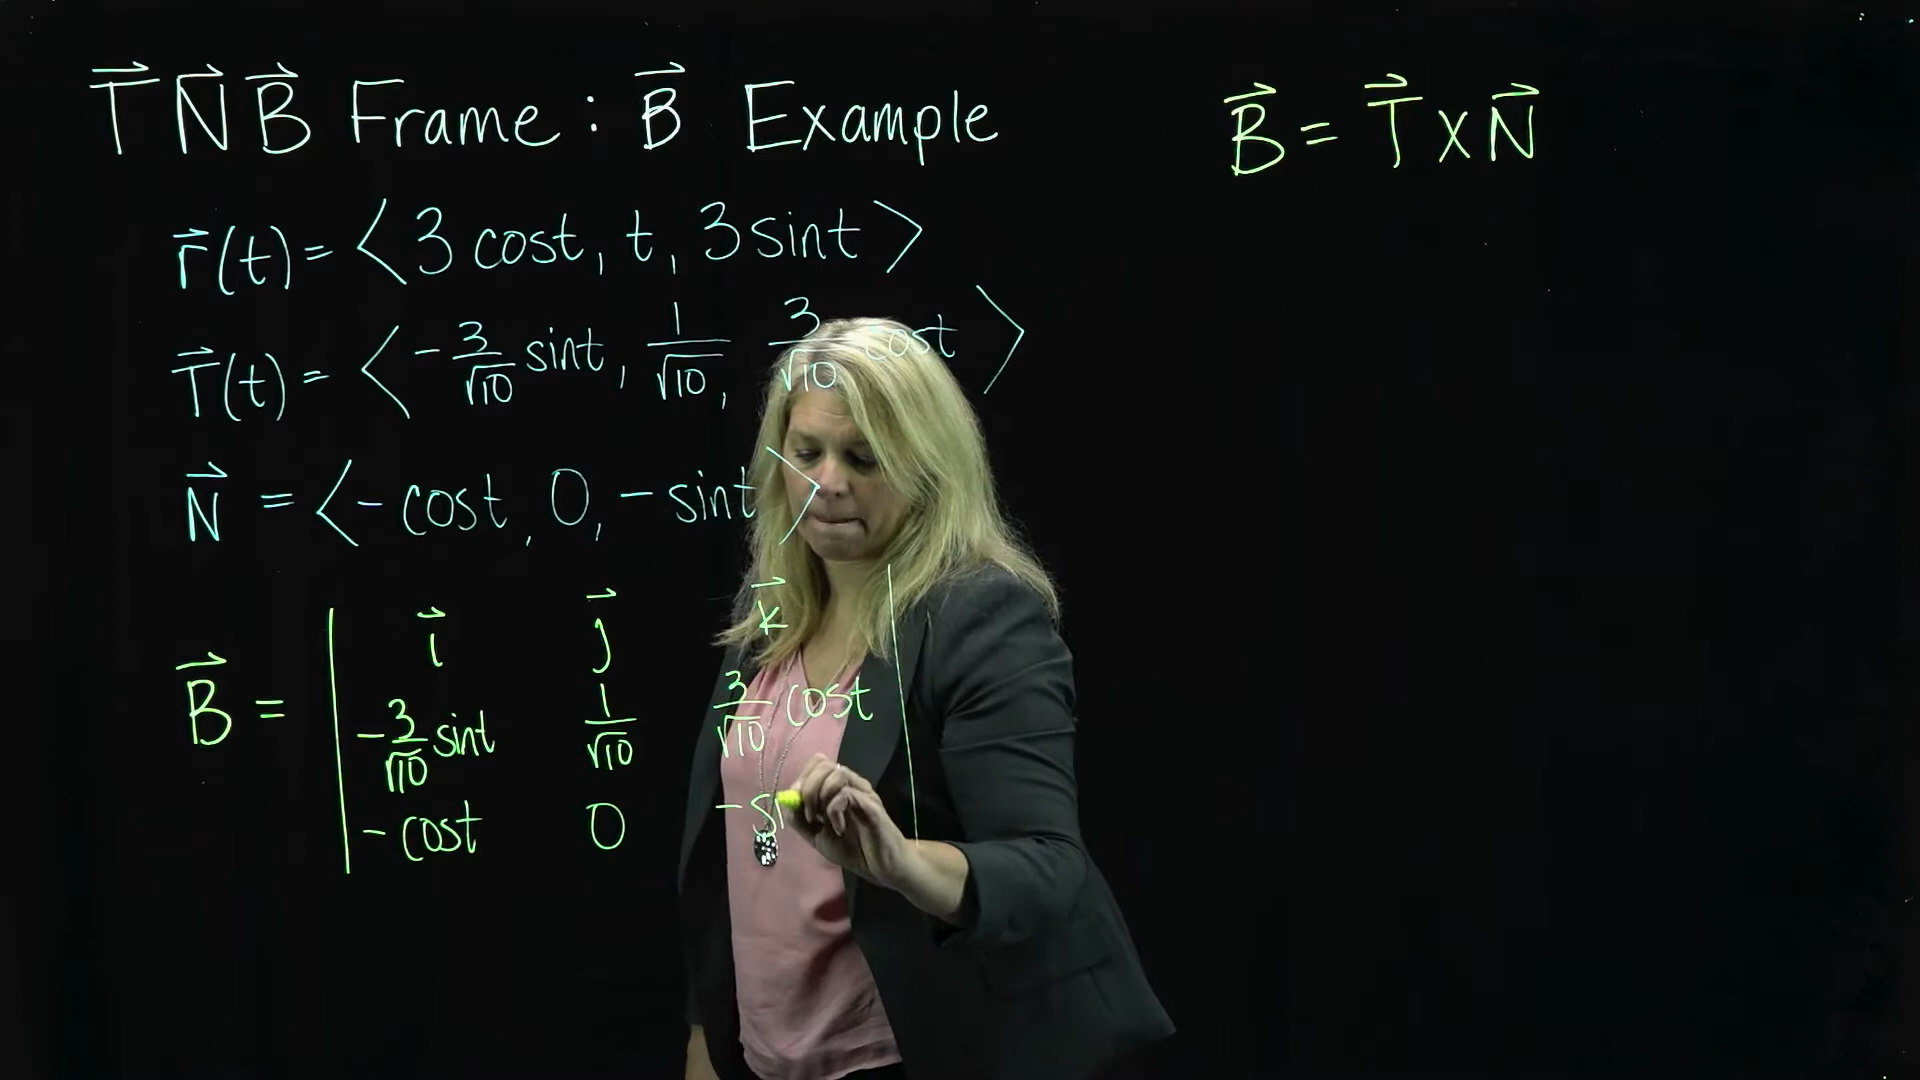 T⃗ N⃗ B⃗ Frame : B⃗ Example
B⃗ = T⃗ x N⃗
r⃗(t) = ⟨3 cost, t, 3 sint⟩
T⃗(t) = ⟨-3/√10 sint, 1/√10, 3/√10 cost⟩
N⃗ = ⟨-cost, 0, -sint⟩
B⃗ = | i⃗ j⃗ k⃗ |
-3/√10 sint 1/√10 3/√10 cost
-cost 0 -si